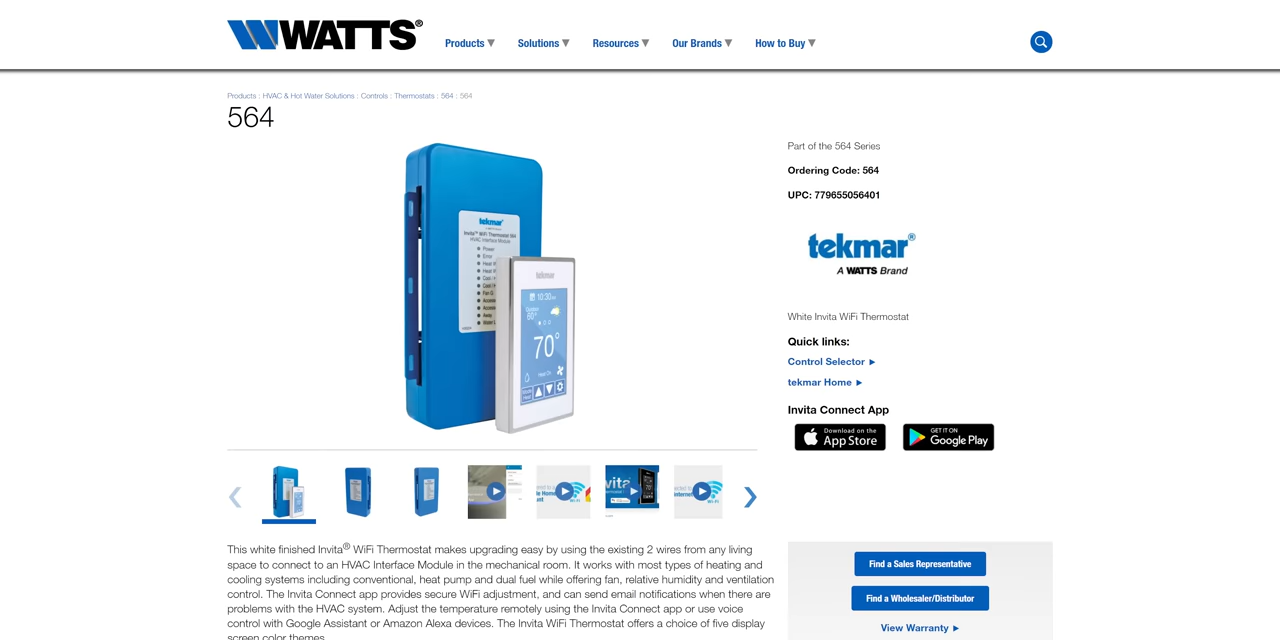 WATTS®
Products ▼
Solutions ▼
Resources ▼
Our Brands ▼
How to Buy ▼
Products : HVAC & Hot Water Solutions : Controls : Thermostats : 564 : 564
564
tekmar
Invita™ WiFi Thermostat 564
HVAC Interface Module
Power
Error
tekmar
10:30
70°
Heat On
Part of the 564 Series
Ordering Code: 564
UPC: 779655056401
tekmar®
A WATTS Brand
White Invita WiFi Thermostat
Quick links:
Control Selector ►
tekmar Home ►
Invita Connect App
Download on the
App Store
GET IT ON
Google Play
This white finished Invita® WiFi Thermostat makes upgrading easy by using the existing 2 wires from any living
space to connect to an HVAC Interface Module in the mechanical room. It works with most types of heating and
cooling systems including conventional, heat pump and dual fuel while offering fan, relative humidity and ventilation
control. The Invita Connect app provides secure WiFi adjustment, and can send email notifications when there are
problems with the HVAC system. Adjust the temperature remotely using the Invita Connect app or use voice
control with Google Assistant or Amazon Alexa devices. The Invita WiFi Thermostat offers a choice of five display
screen color themes.
Find a Sales Representative
Find a Wholesaler/Distributor
View Warranty ►